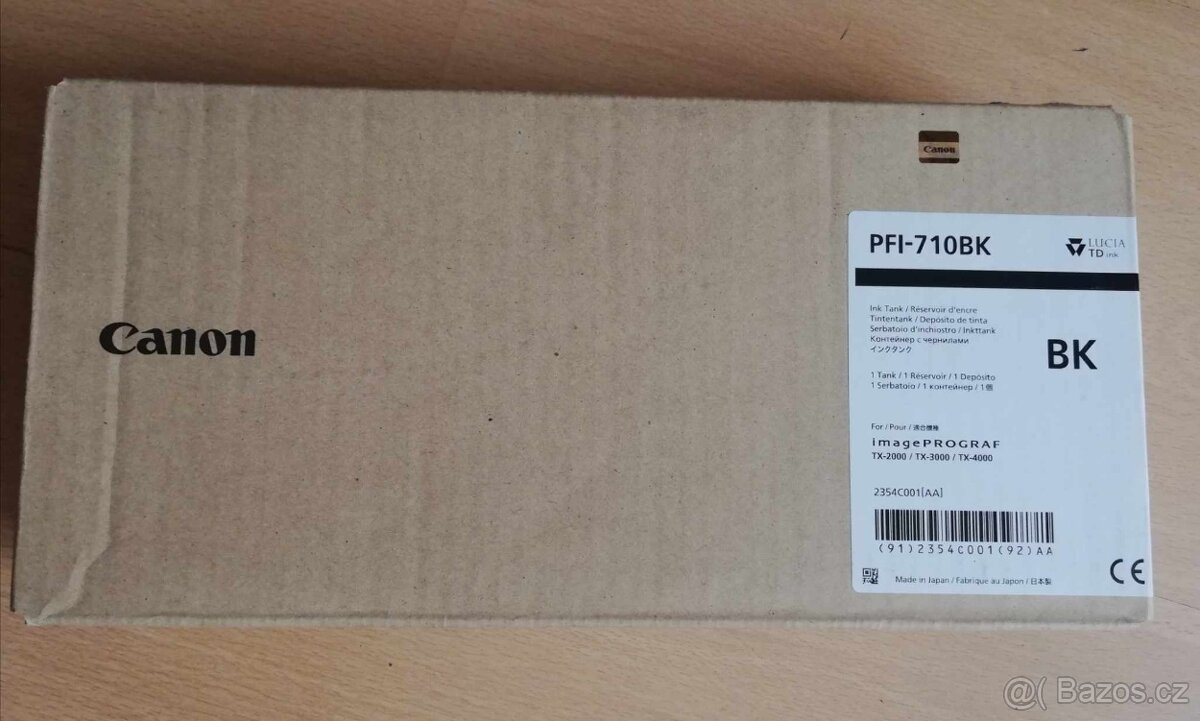 Canon
Canon
PFI-710BK
LUCIA
TD ink
Ink Tank / Réservoir d'encre
Tintentank / Depósito de tinta
Serbatoio d'inchiostro / Inkttank
Контейнер с чернилами
インクタンク
BK
1 Tank / 1 Réservoir / 1 Depósito
1 Serbatoio / 1 контейнер / 1個
For / Pour / 適合機種
imagePROGRAF
TX-2000 / TX-3000 / TX-4000
2354C001[AA]
(91)2354C001(92)AA
Made in Japan / Fabriqué au Japon / 日本製
CE
@( Bazos.cz